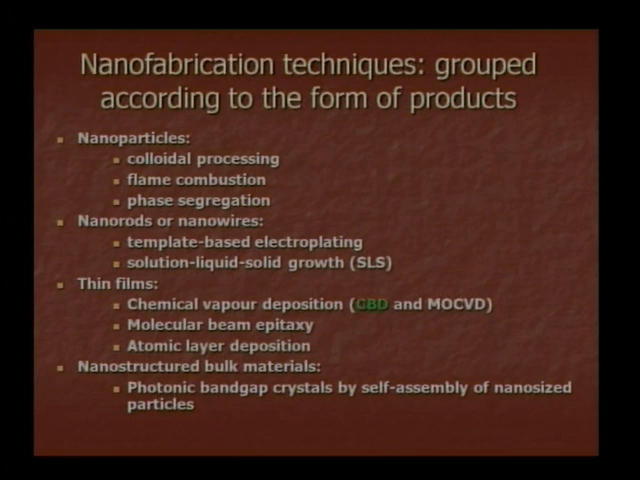 Nanofabrication techniques: grouped
according to the form of products
Nanoparticles:
colloidal processing
flame combustion
phase segregation
Nanorods or nanowires:
template-based electroplating
solution-liquid-solid growth (SLS)
Thin films:
Chemical vapour deposition (CBD and MOCVD)
Molecular beam epitaxy
Atomic layer deposition
Nanostructured bulk materials:
Photonic bandgap crystals by self-assembly of nanosized
particles